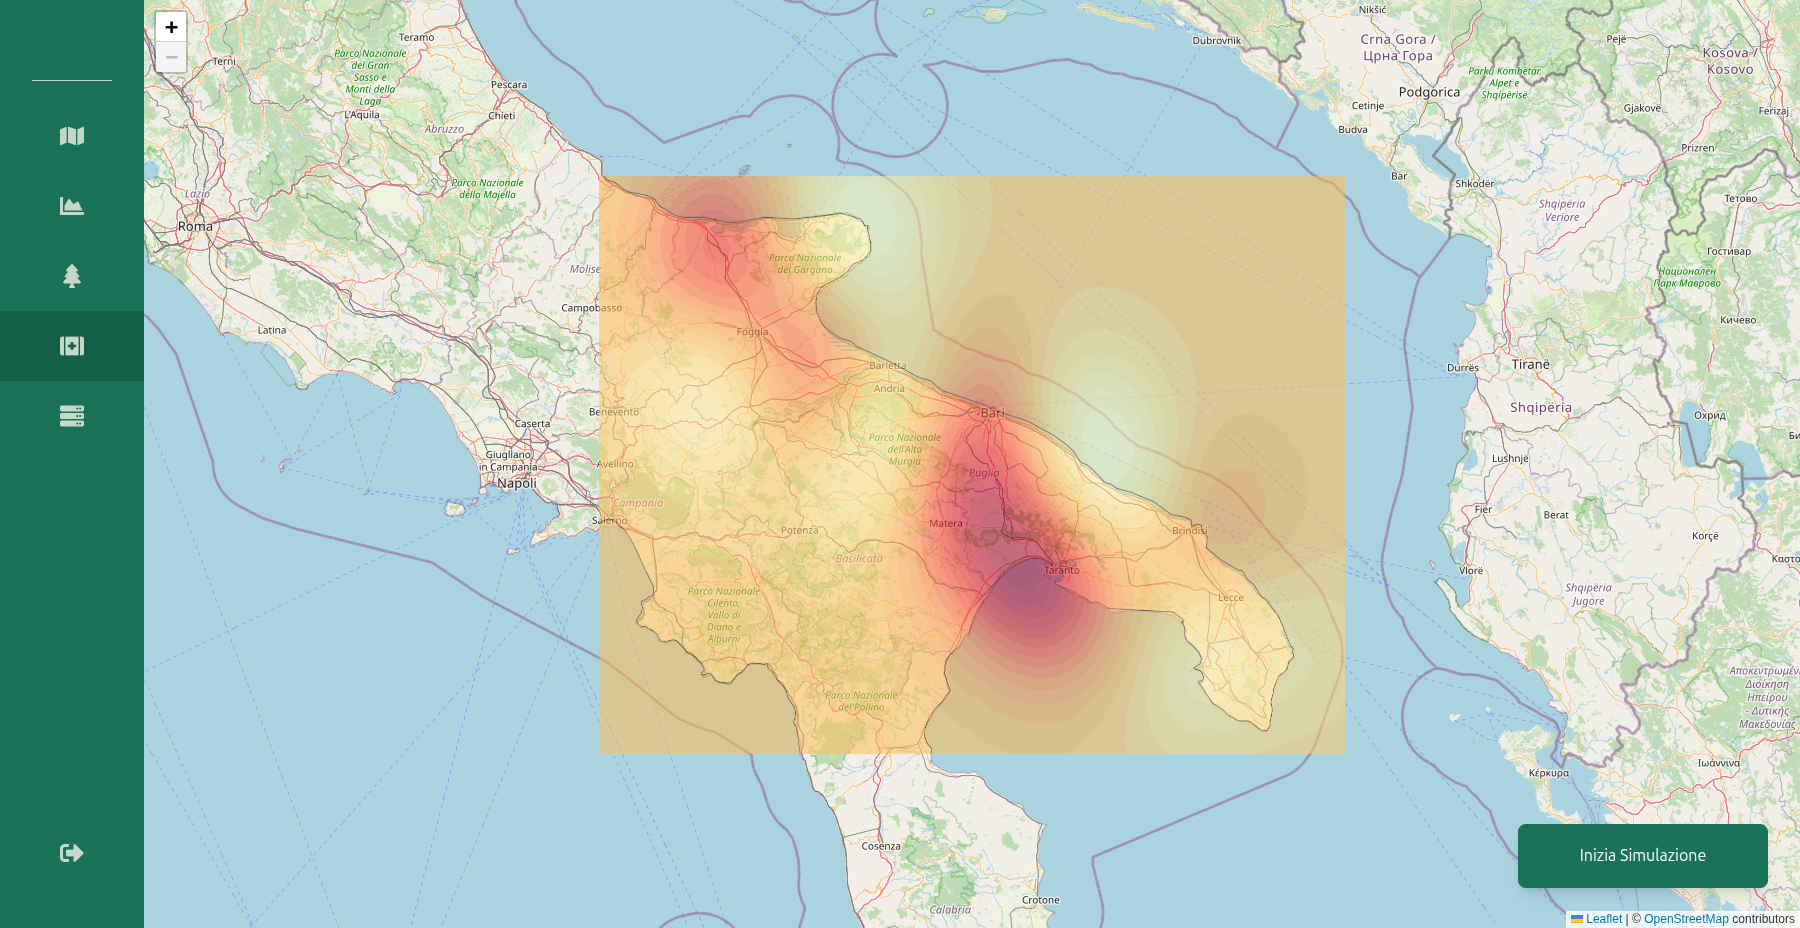 +
−
Teramo
Terni
Parco Nazionale
del Gran
Sasso e
Monti della
Laga
L'Aquila
Pescara
Chieti
Abruzzo
Parco Nazionale
della Majella
Lazio
Roma
Molise
Campobasso
Latina
Benevento
Caserta
Giugliano
in Campania
Napoli
Avellino
Campania
Salerno
Parco Nazionale
del Gargano
Foggia
Barletta
Andria
Bari
Parco Nazionale
dell'Alta
Murgia
Puglia
Matera
Potenza
Basilicata
Taranto
Brindisi
Lecce
Parco Nazionale
Cilento,
Vallo di
Diano e
Alburni
Parco Nazionale
del Pollino
Cosenza
Calabria
Crotone
Dubrovnik
Nikšić
Crna Gora /
Црна Гора
Podgorica
Cetinje
Budva
Bar
Parku Kombëtar
Alpet e
Shqipërisë
Pejë
Kosova /
Kosovo
Gjakovë
Ferizaj
Prizren
Shkodër
Shqipëria
Veriore
Тетово
Гостивар
Национален
Парк Маврово
Кичево
Tiranë
Durrës
Shqipëria
Охрид
Lushnjë
Fier
Berat
Korçë
Vlorë
Shqipëria
Jugore
Αποκεντρωμένη
Διοίκηση
Ηπείρου
- Δυτικής
Μακεδονίας
Ιωάννινα
Κέρκυρα
Inizia Simulazione
Leaflet | © OpenStreetMap contributors